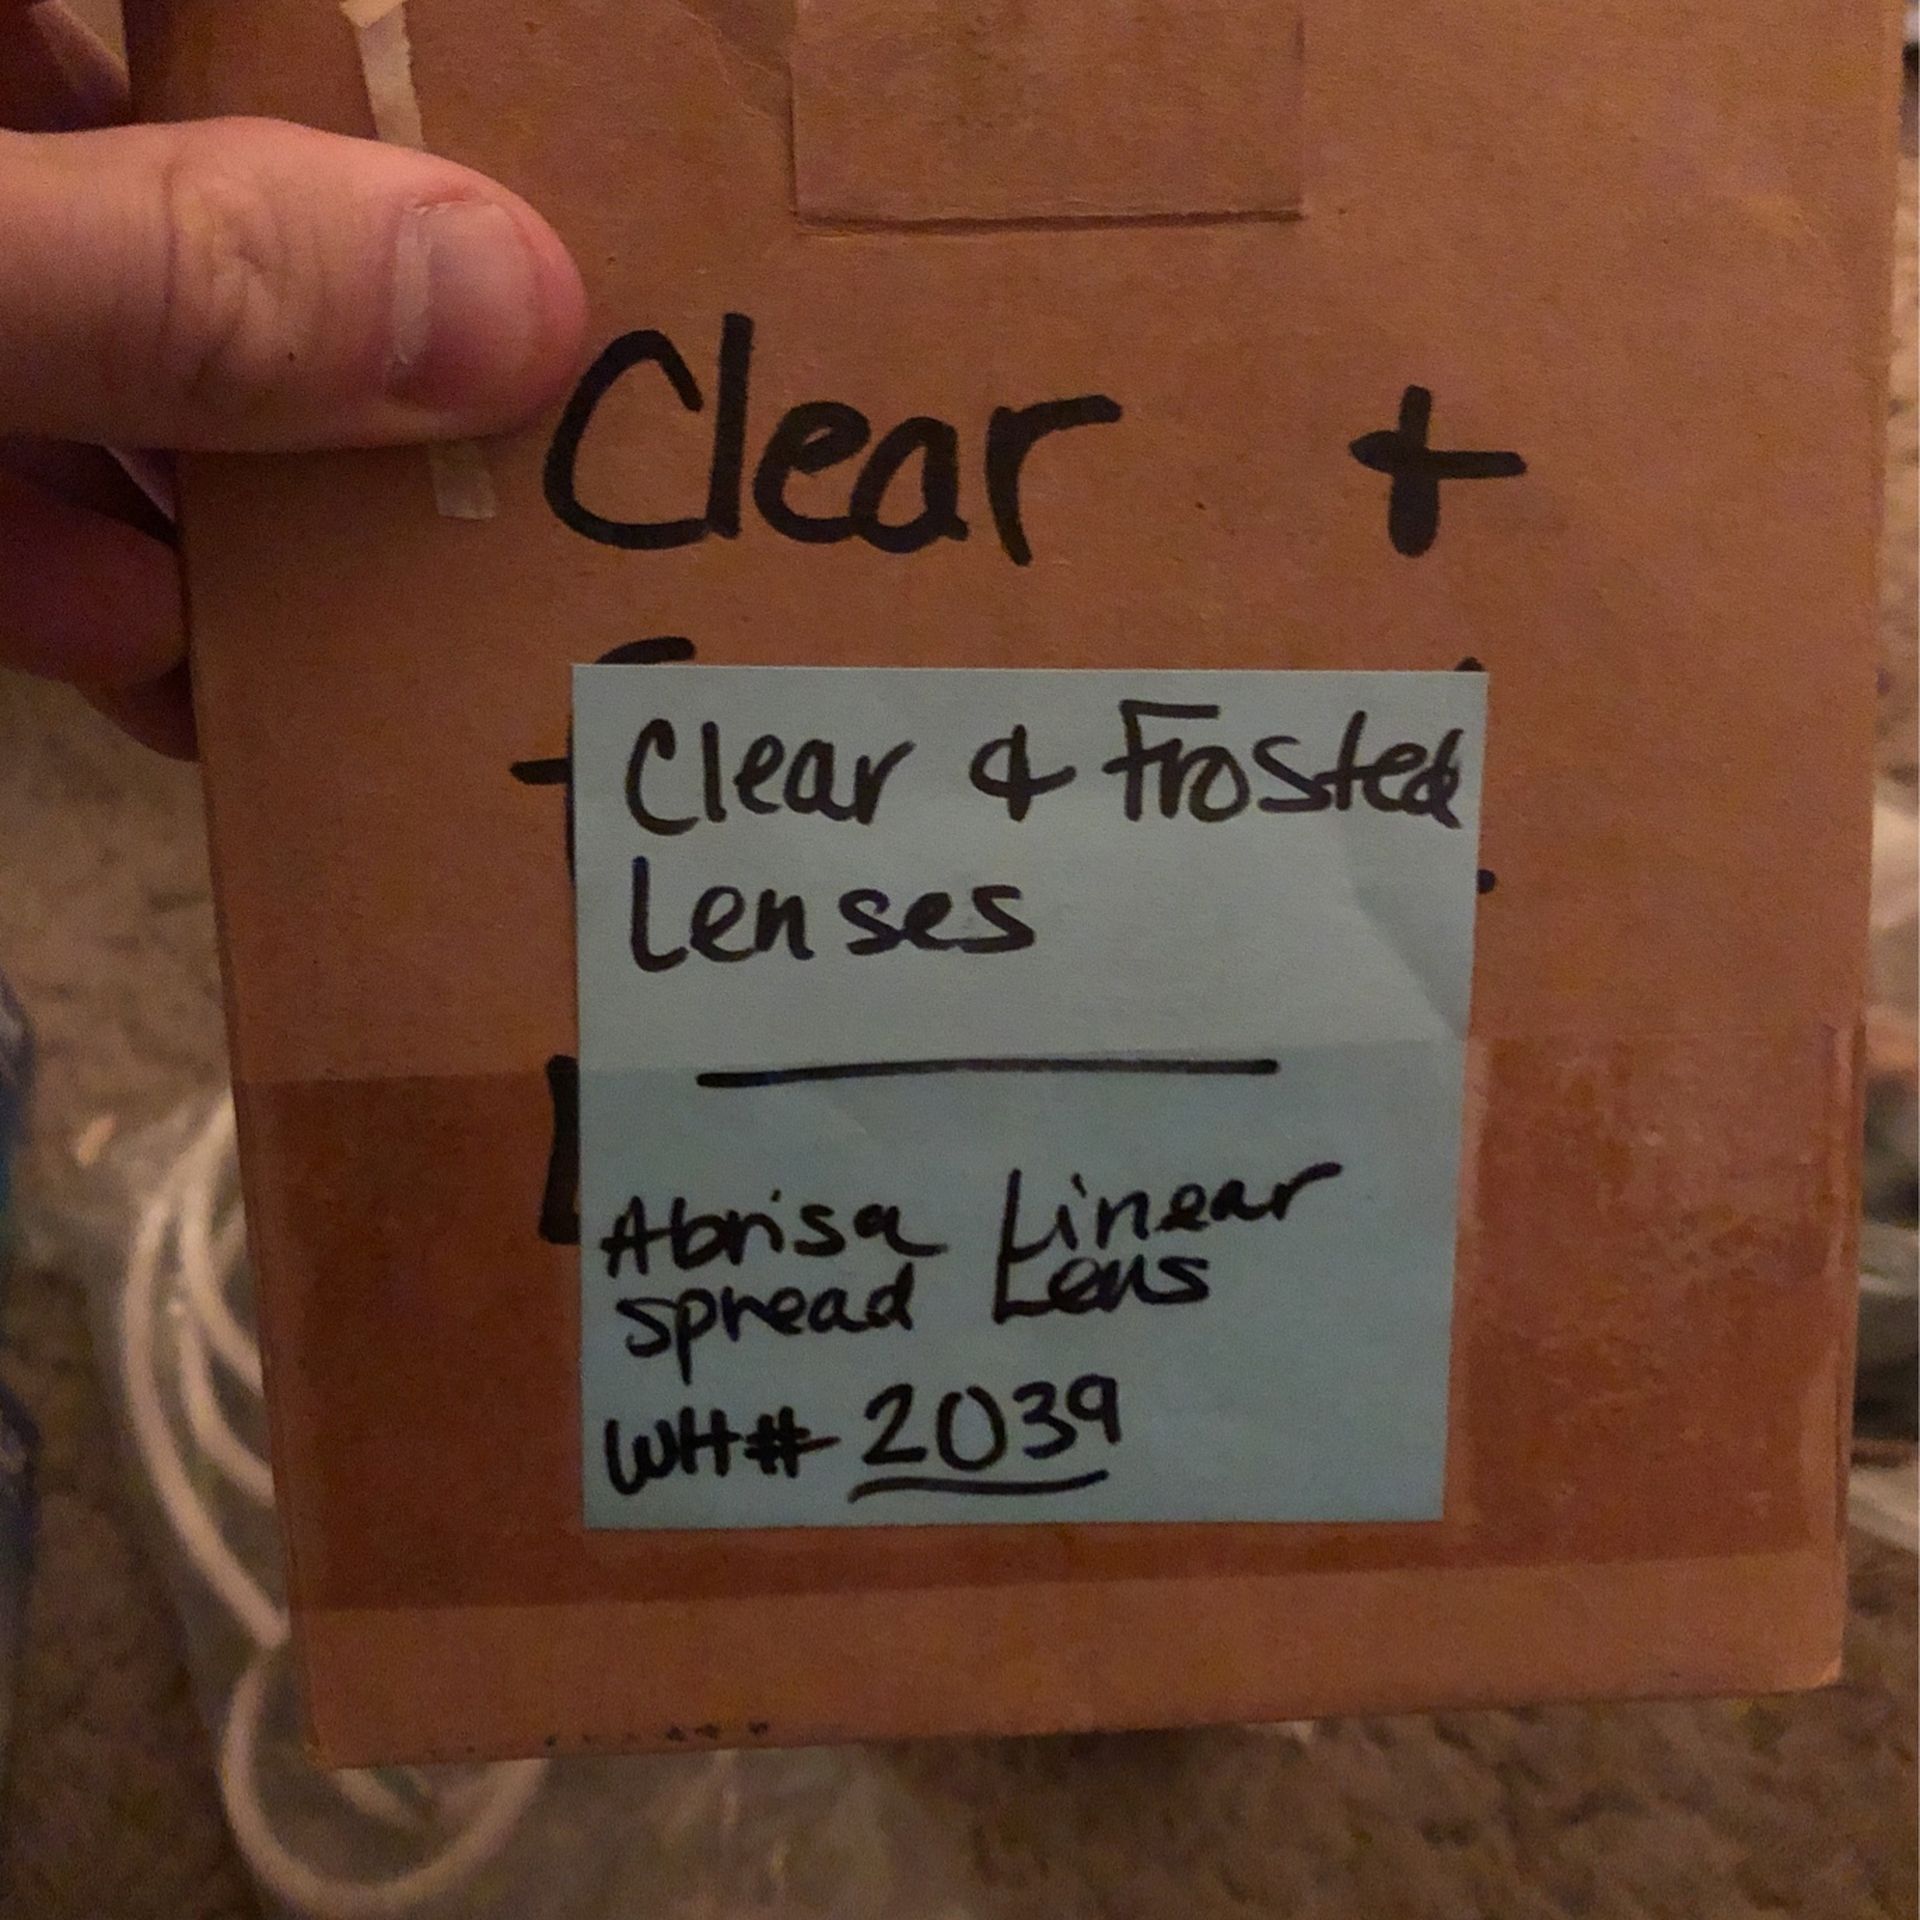 Clear +
Clear & Frosted
Lenses
Abrisa Linear
spread Lens
WH# 2039